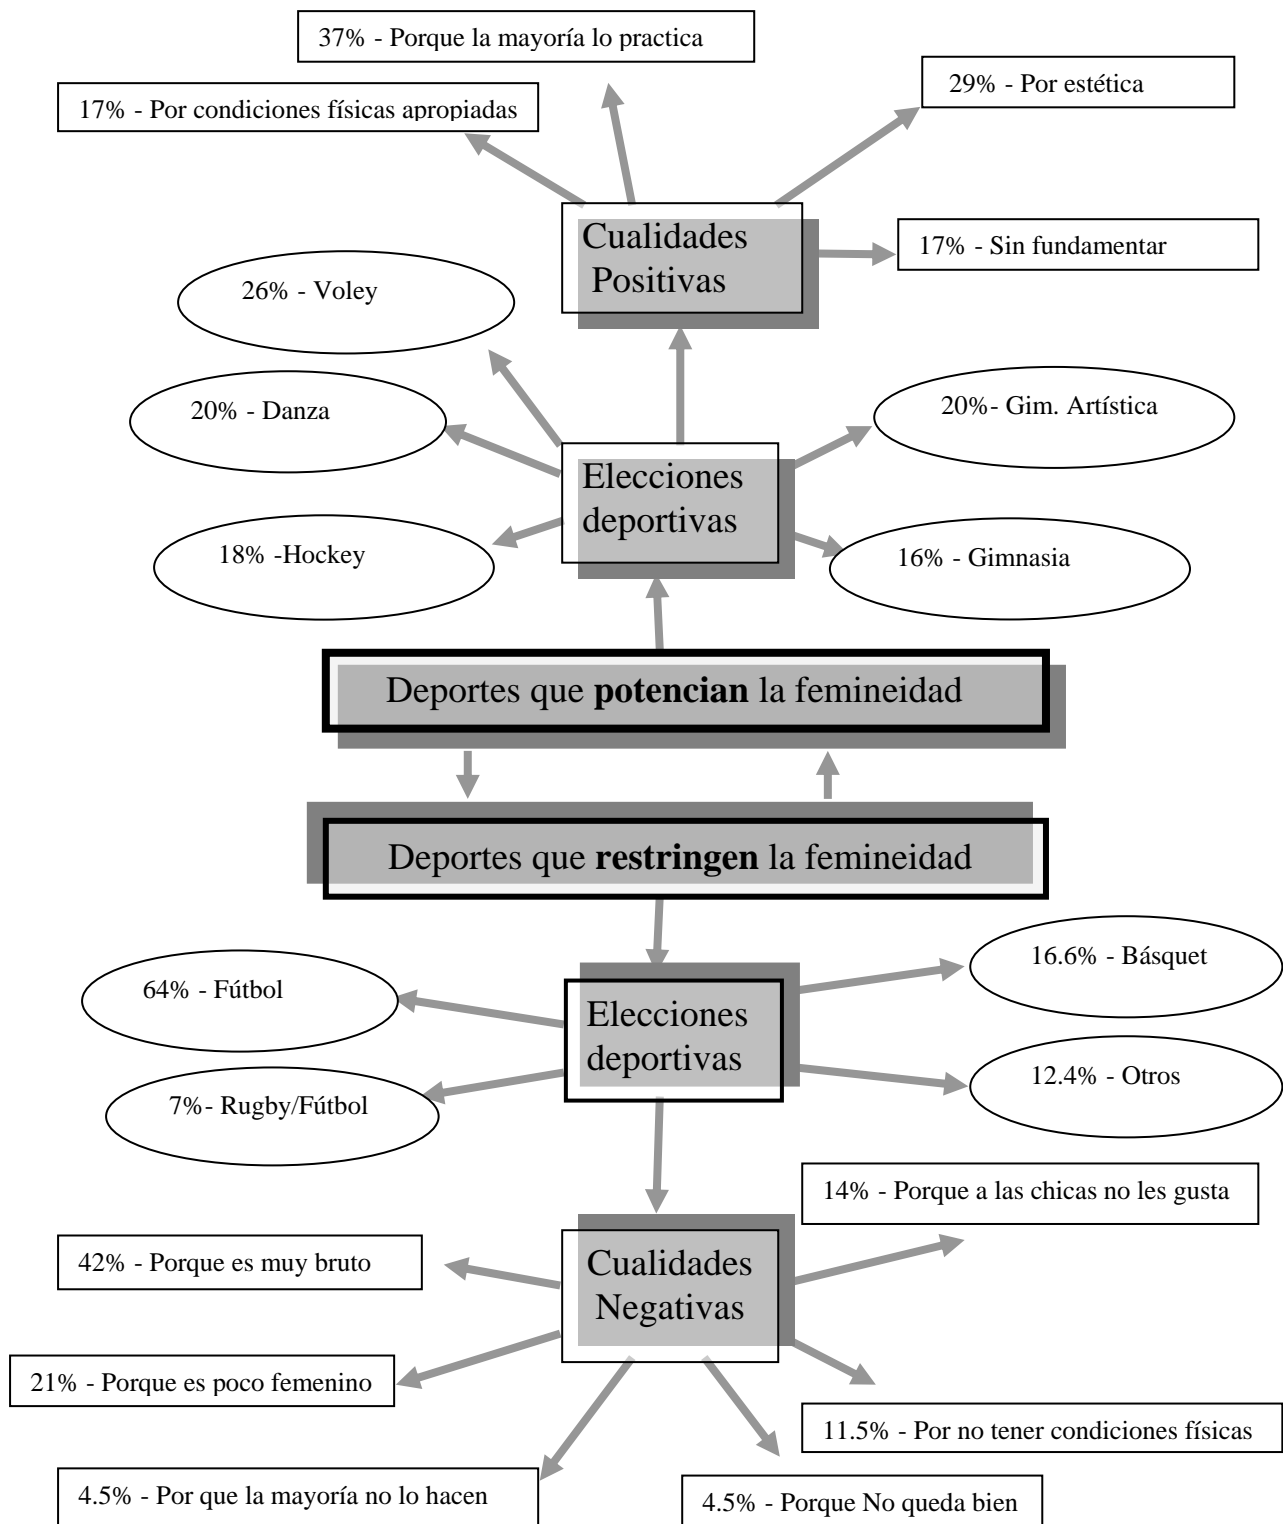 37% - Porque la mayoría lo practica
29% - Por estética
17% - Por condiciones físicas apropiadas
Cualidades
Positivas
17% - Sin fundamentar
26% - Voley
20% - Danza
20%- Gim. Artística
Elecciones
deportivas
18% -Hockey
16% - Gimnasia
Deportes que potencian la femineidad
Deportes que restringen la femineidad
16.6% - Básquet
64% - Fútbol
Elecciones
deportivas
12.4% - Otros
7%- Rugby/Fútbol
14% - Porque a las chicas no les gusta
42% - Porque es muy bruto
Cualidades
Negativas
21% - Porque es poco femenino
11.5% - Por no tener condiciones físicas
4.5% - Por que la mayoría no lo hacen
4.5% - Porque No queda bien